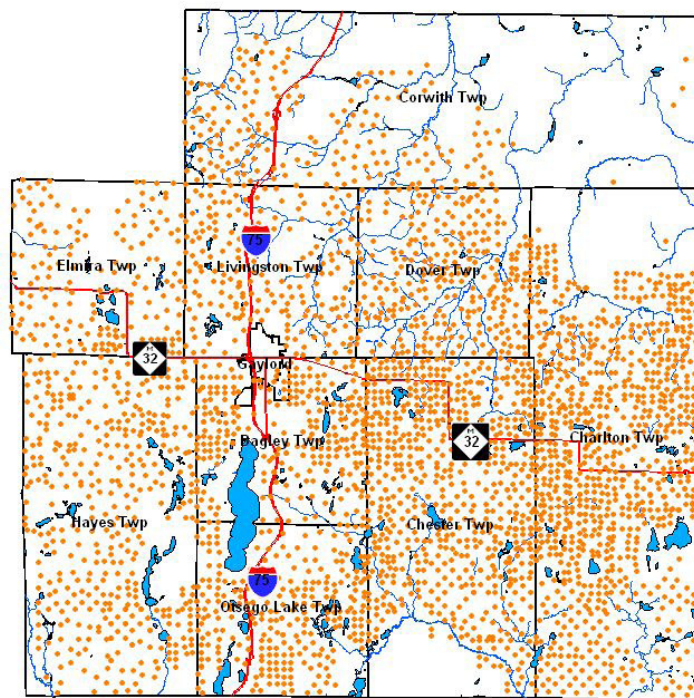 Corwith Twp
75
Elmira Twp
Livingston Twp
Dover Twp
M
32
Gaylord
Bagley Twp
M
32
Charlton Twp
Hayes Twp
Chester Twp
75
Otsego Lake Twp